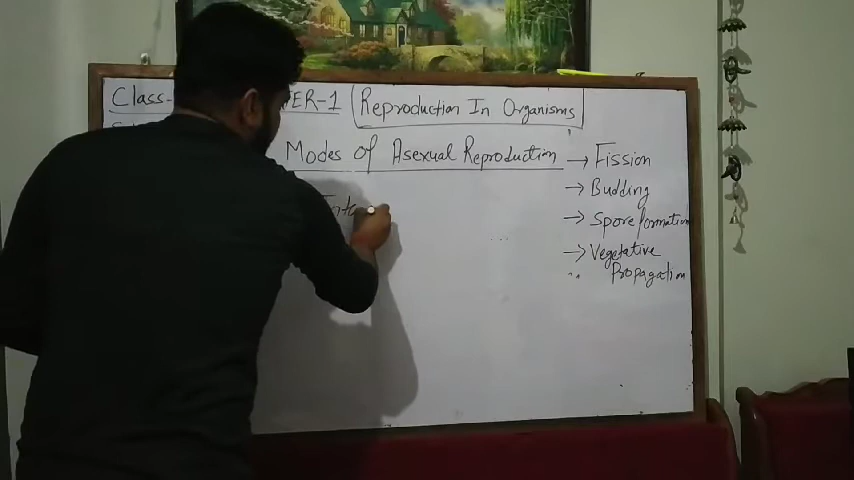 Class- ER-1 Reproduction In Organisms
Modes of Asexual Reproduction → Fission
→ Budding
→ Spore formation
→ Vegetative
Propagation